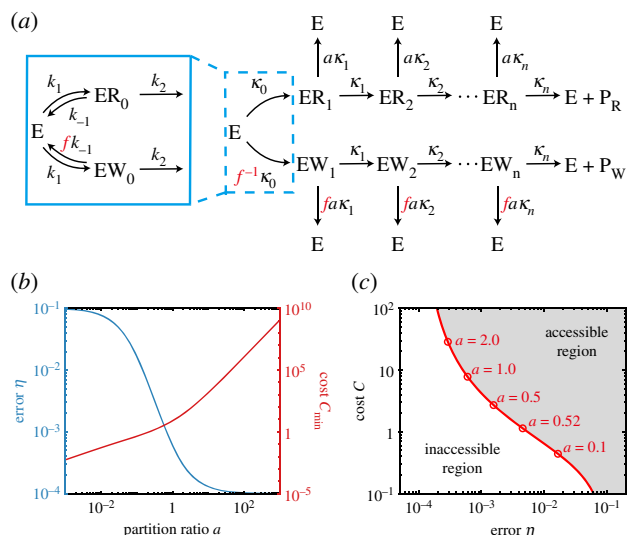 (a)
E E E
aκ1 aκ2 aκn
κ0 ER1 κ1 ER2 κ2 ··· ERn κn E + PR
E
f⁻¹κ0 EW1 κ1 EW2 κ2 ··· EWn κn E + PW
faκ1 faκ2 faκn
E E E
k1 ER0 k2
k-1
E
fk-1
k1 EW0 k2
(b)
error η
10⁻¹
10⁻²
10⁻³
10⁻⁴
10¹⁰
10⁵
1
10⁻⁵
cost Cmin
10⁻² 1 10²
partition ratio a
(c)
cost C
10²
10
1
10⁻¹
a = 2.0
a = 1.0
a = 0.5
a = 0.52
a = 0.1
accessible
region
inaccessible
region
10⁻⁴ 10⁻³ 10⁻² 10⁻¹
error η